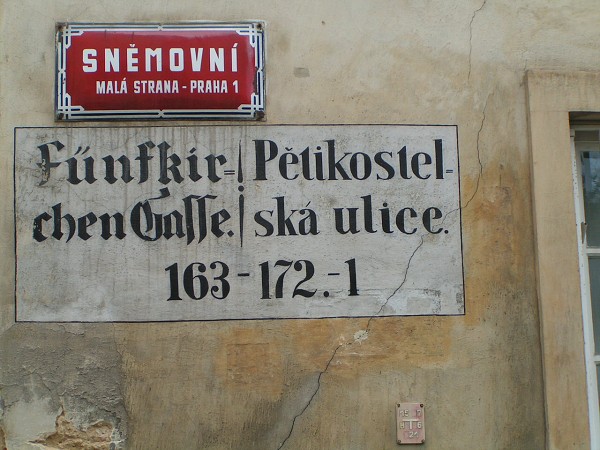 SNĚMOVNÍ
MALÁ STRANA - PRAHA 1
Fünfkir- Pětikostel-
chen Gasse. ská ulice.
163 - 172. - 1